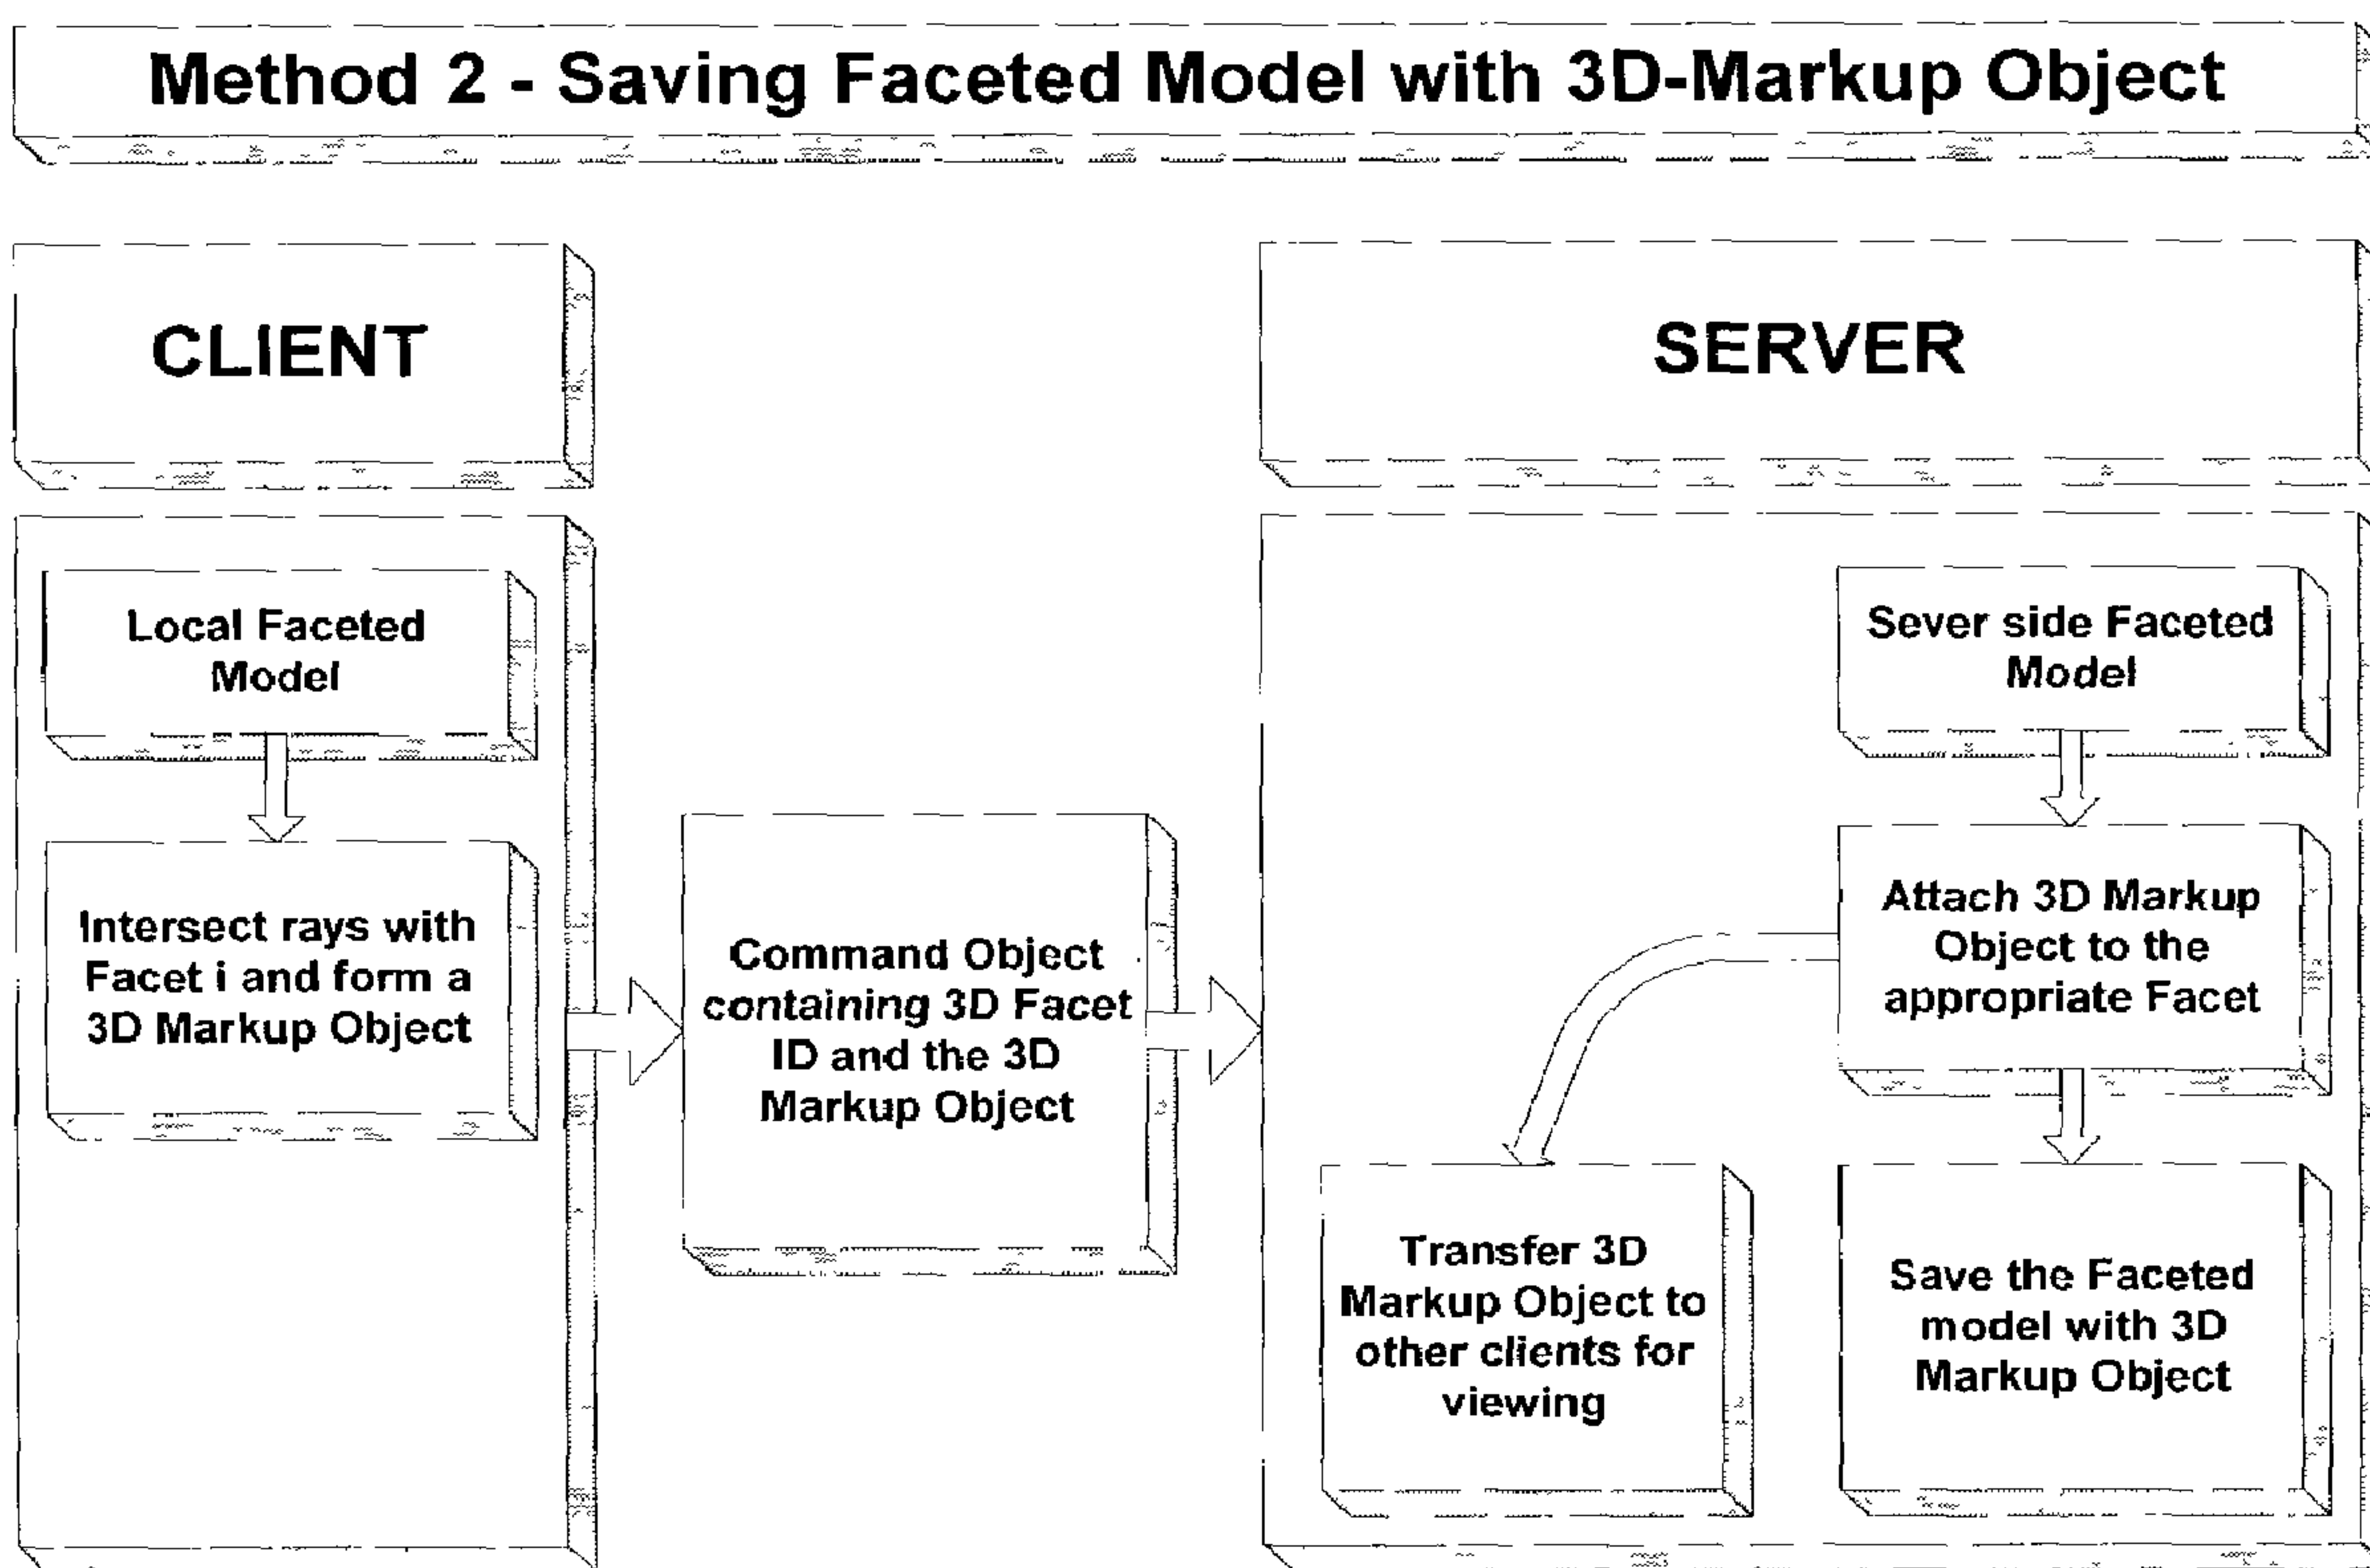 Method 2 - Saving Faceted Model with 3D-Markup Object
CLIENT
SERVER
Local Faceted
Model
Intersect rays with
Facet i and form a
3D Markup Object
Command Object
containing 3D Facet
ID and the 3D
Markup Object
Sever side Faceted
Model
Attach 3D Markup
Object to the
appropriate Facet
Transfer 3D
Markup Object to
other clients for
viewing
Save the Faceted
model with 3D
Markup Object